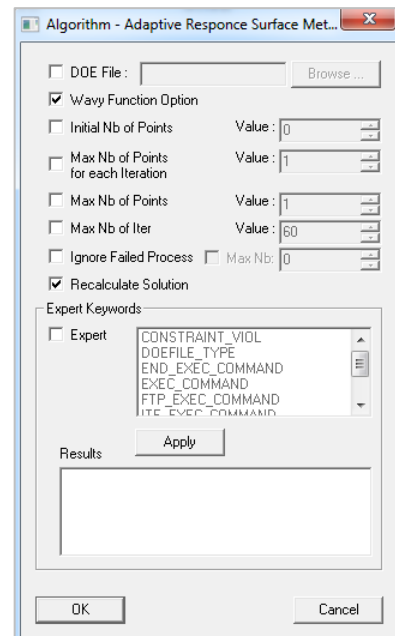 Algorithm - Adaptive Responce Surface Met...
DOE File :
Browse ...
Wavy Function Option
Initial Nb of Points Value : 0
Max Nb of Points
for each Iteration
Value : 1
Max Nb of Points Value : 1
Max Nb of Iter Value : 60
Ignore Failed Process Max Nb: 0
Recalculate Solution
Expert Keywords
Expert
CONSTRAINT_VIOL
DOEFILE_TYPE
END_EXEC_COMMAND
EXEC_COMMAND
FTP_EXEC_COMMAND
Apply
Results
OK Cancel